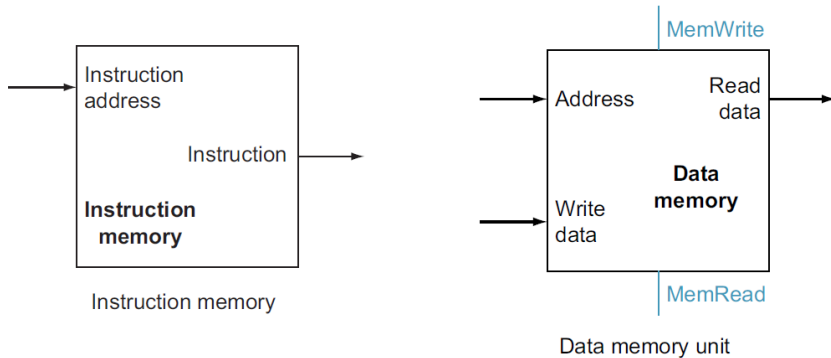 Instruction
address
Instruction
Instruction
memory
Instruction memory
MemWrite
Address
Read
data
Data
memory
Write
data
MemRead
Data memory unit